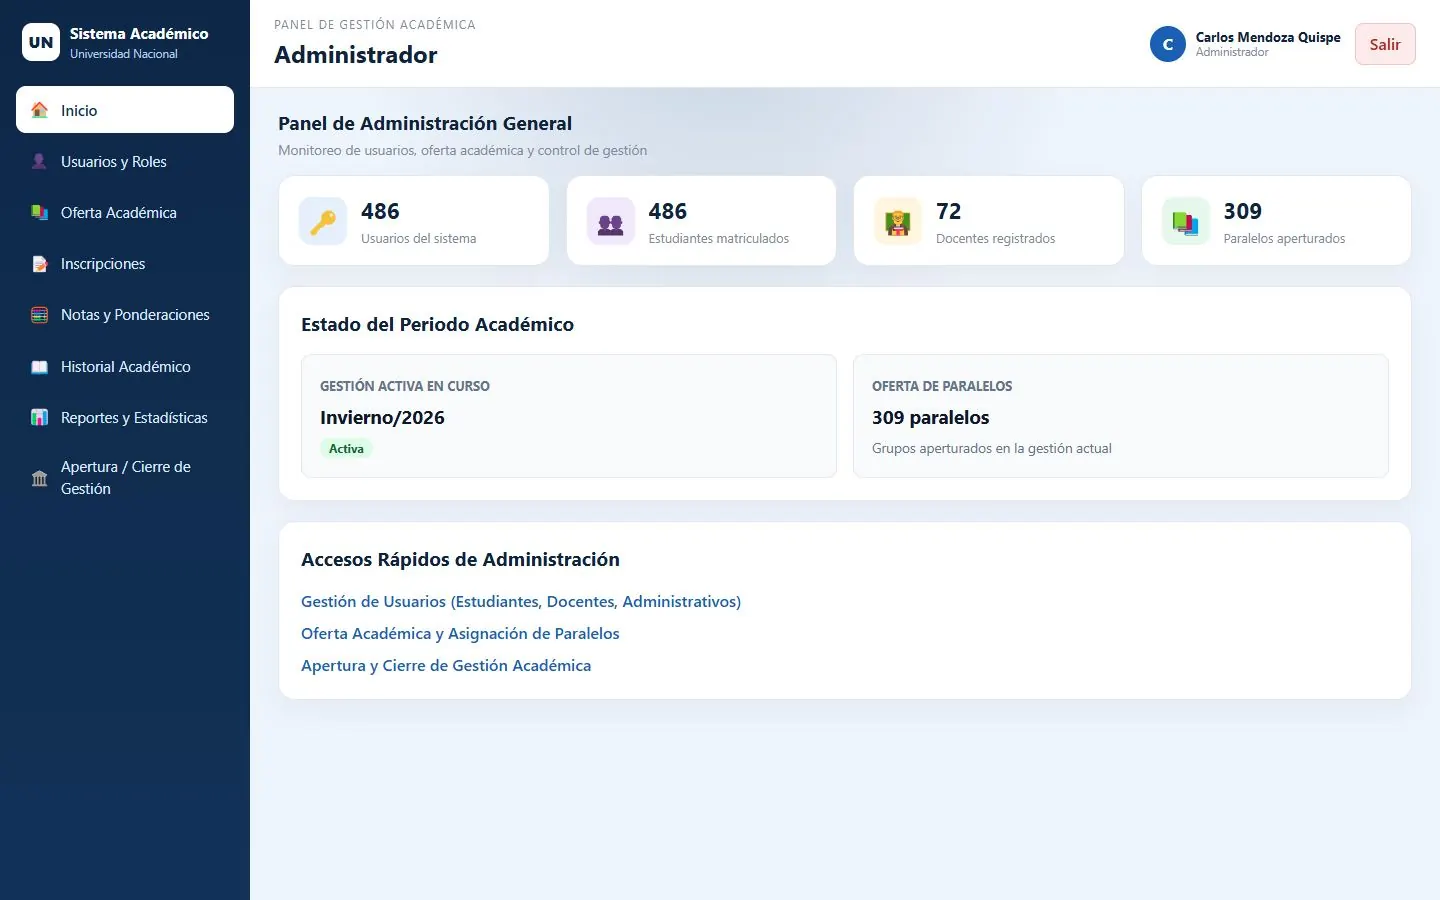 UN
Sistema Académico
Universidad Nacional
Inicio
Usuarios y Roles
Oferta Académica
Inscripciones
Notas y Ponderaciones
Historial Académico
Reportes y Estadísticas
Apertura / Cierre de
Gestión
PANEL DE GESTIÓN ACADÉMICA
Administrador
C
Carlos Mendoza Quispe
Administrador
Salir
Panel de Administración General
Monitoreo de usuarios, oferta académica y control de gestión
486
Usuarios del sistema
486
Estudiantes matriculados
72
Docentes registrados
309
Paralelos aperturados
Estado del Periodo Académico
GESTIÓN ACTIVA EN CURSO
Invierno/2026
Activa
OFERTA DE PARALELOS
309 paralelos
Grupos aperturados en la gestión actual
Accesos Rápidos de Administración
Gestión de Usuarios (Estudiantes, Docentes, Administrativos)
Oferta Académica y Asignación de Paralelos
Apertura y Cierre de Gestión Académica